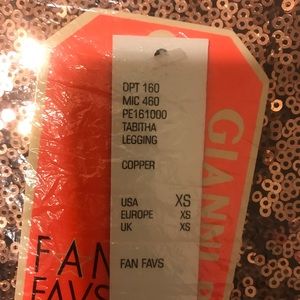 OPT 160
MIC 460
PE161000
TABITHA
LEGGING
COPPER
USA XS
EUROPE XS
UK XS
FAN FAVS
FAN
FAVS
GIANNI